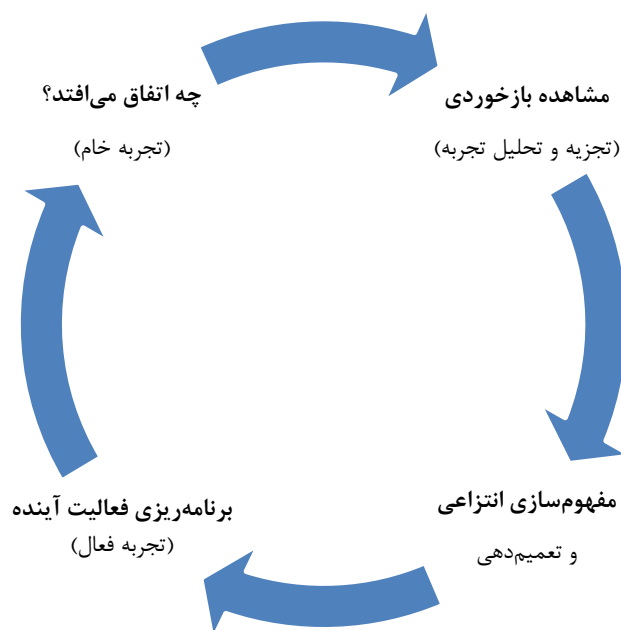 مشاهده بازخوردی
(تجزیه و تحلیل تجربه)
مفهوم‌سازی انتزاعی
و تعمیم‌دهی
برنامه‌ریزی فعالیت آینده
(تجربه فعال)
چه اتفاق می‌افتد؟
(تجربه خام)